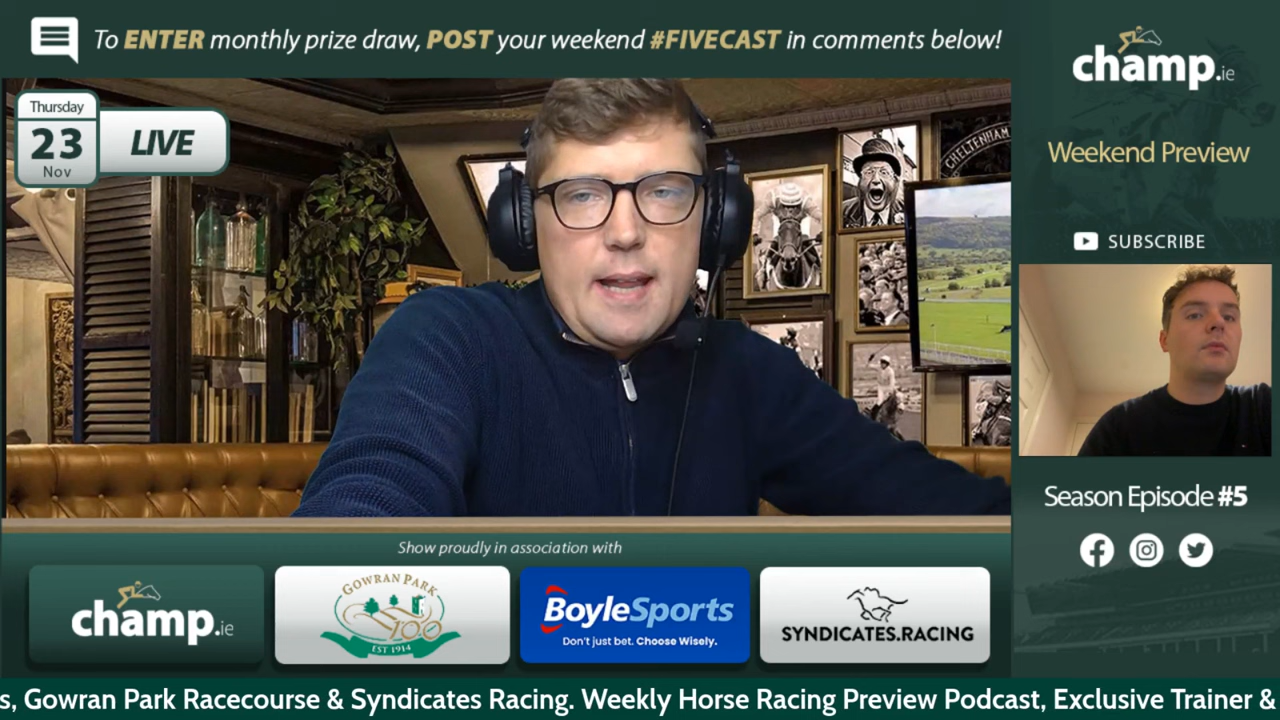 To ENTER monthly prize draw, POST your weekend #FIVECAST in comments below!
champ.ie
Thursday
23
Nov
LIVE
CHELTENHAM
Weekend Preview
SUBSCRIBE
Season Episode #5
Show proudly in association with
champ.ie
GOWRAN PARK
100
EST 1914
BoyleSports
Don't just bet. Choose Wisely.
SYNDICATES.RACING
s, Gowran Park Racecourse & Syndicates Racing. Weekly Horse Racing Preview Podcast, Exclusive Trainer &